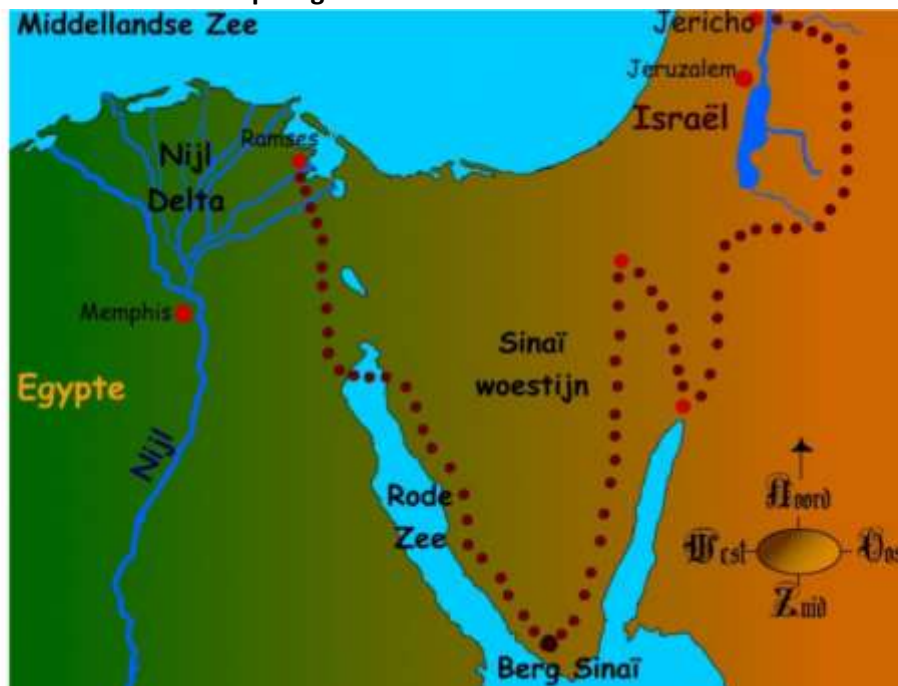 Middellandse Zee
Jericho
Jeruzalem
Israël
Ramses
Nijl
Delta
Memphis
Sinaï
woestijn
Egypte
Nijl
Rode
Zee
Noord
West
Zuid
Berg Sinaï